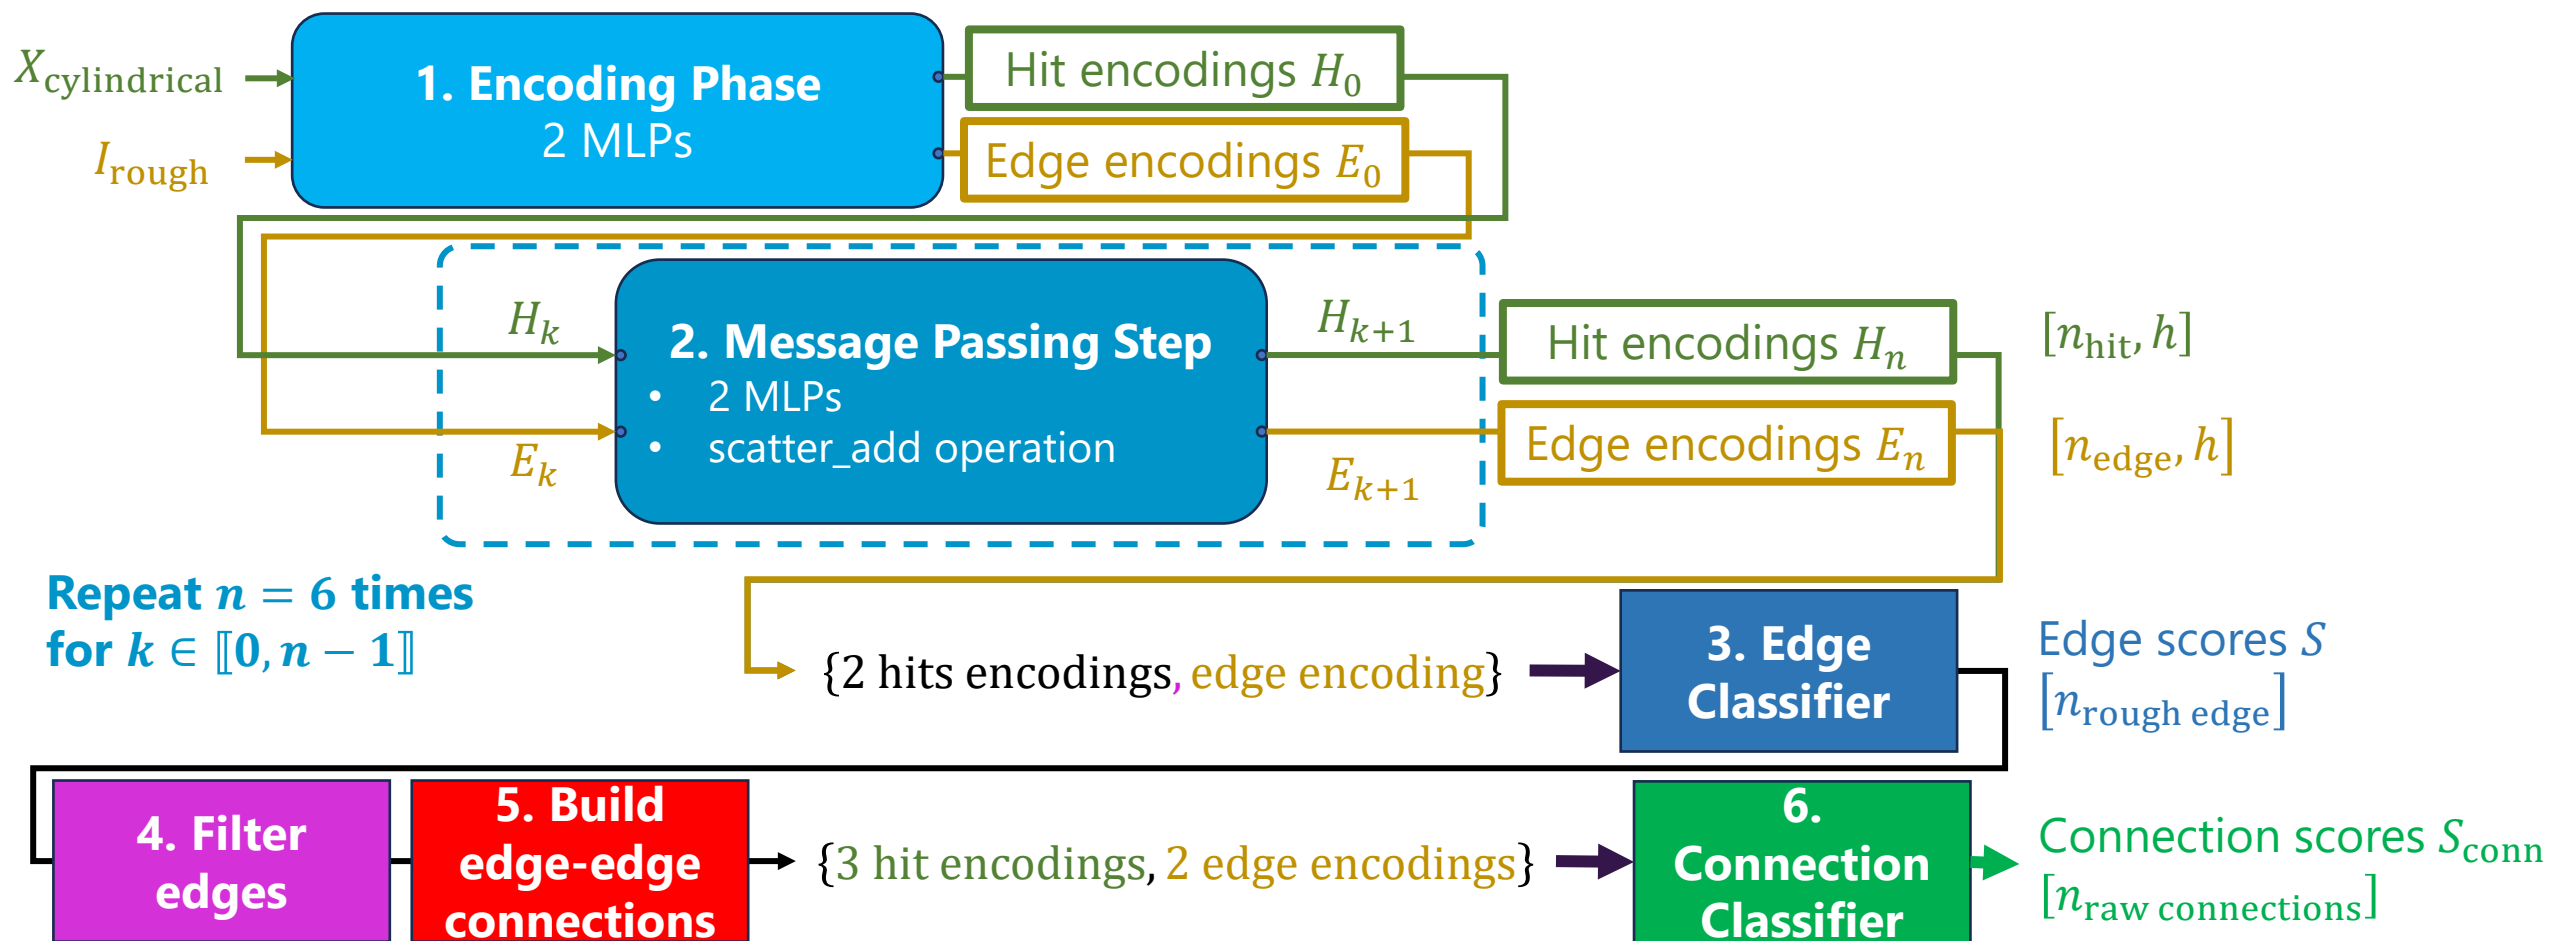 X_cylindrical
I_rough
1. Encoding Phase
2 MLPs
Hit encodings H_0
Edge encodings E_0
H_k
E_k
2. Message Passing Step
• 2 MLPs
• scatter_add operation
H_{k+1}
E_{k+1}
Hit encodings H_n
Edge encodings E_n
[n_hit, h]
[n_edge, h]
Repeat n = 6 times
for k ∈ ⟦0, n − 1⟧
{2 hits encodings, edge encoding}
3. Edge
Classifier
Edge scores S
[n_rough edge]
4. Filter
edges
5. Build
edge-edge
connections
{3 hit encodings, 2 edge encodings}
6.
Connection
Classifier
Connection scores S_conn
[n_raw connections]